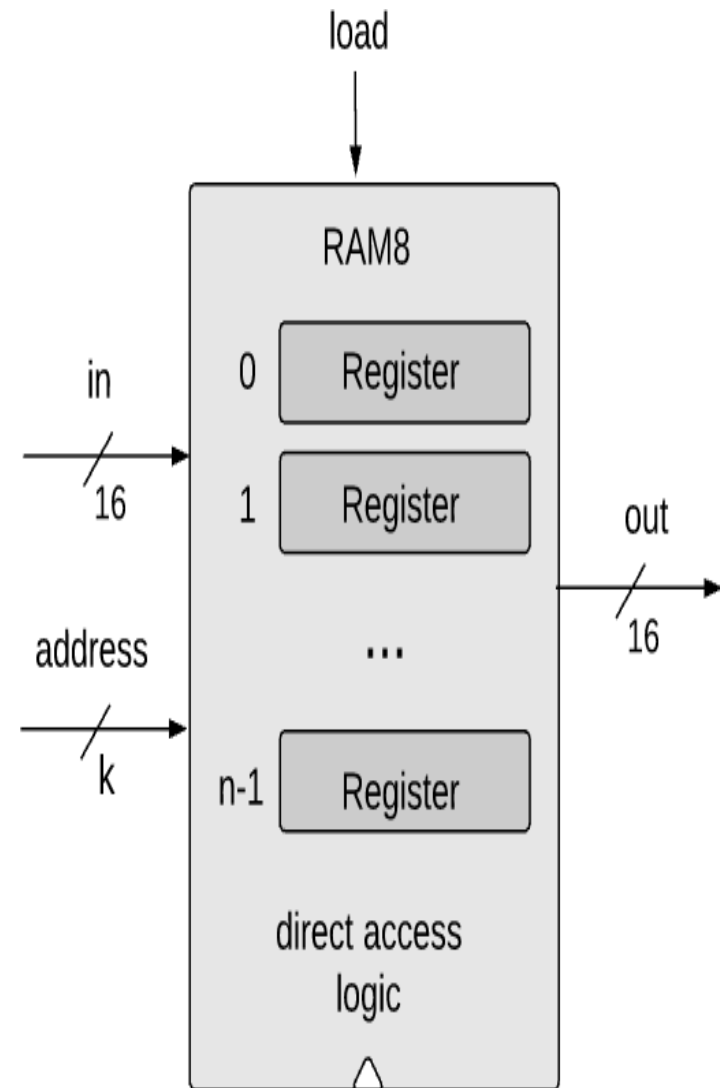 load
RAM8
0 Register
in
16
1 Register
out
16
address
...
k
n-1 Register
direct access
logic